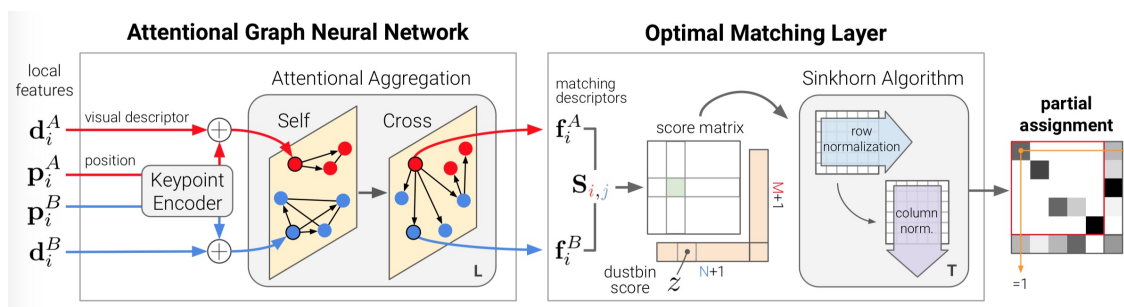 Attentional Graph Neural Network
Optimal Matching Layer
local
features
Attentional Aggregation
visual descriptor
position
Keypoint
Encoder
d_i^A
p_i^A
p_i^B
d_i^B
+
+
Self
Cross
L
matching
descriptors
f_i^A
S_i,j
f_i^B
score matrix
M+1
N+1
dustbin
score
z
Sinkhorn Algorithm
row
normalization
column
norm.
T
partial
assignment
=1